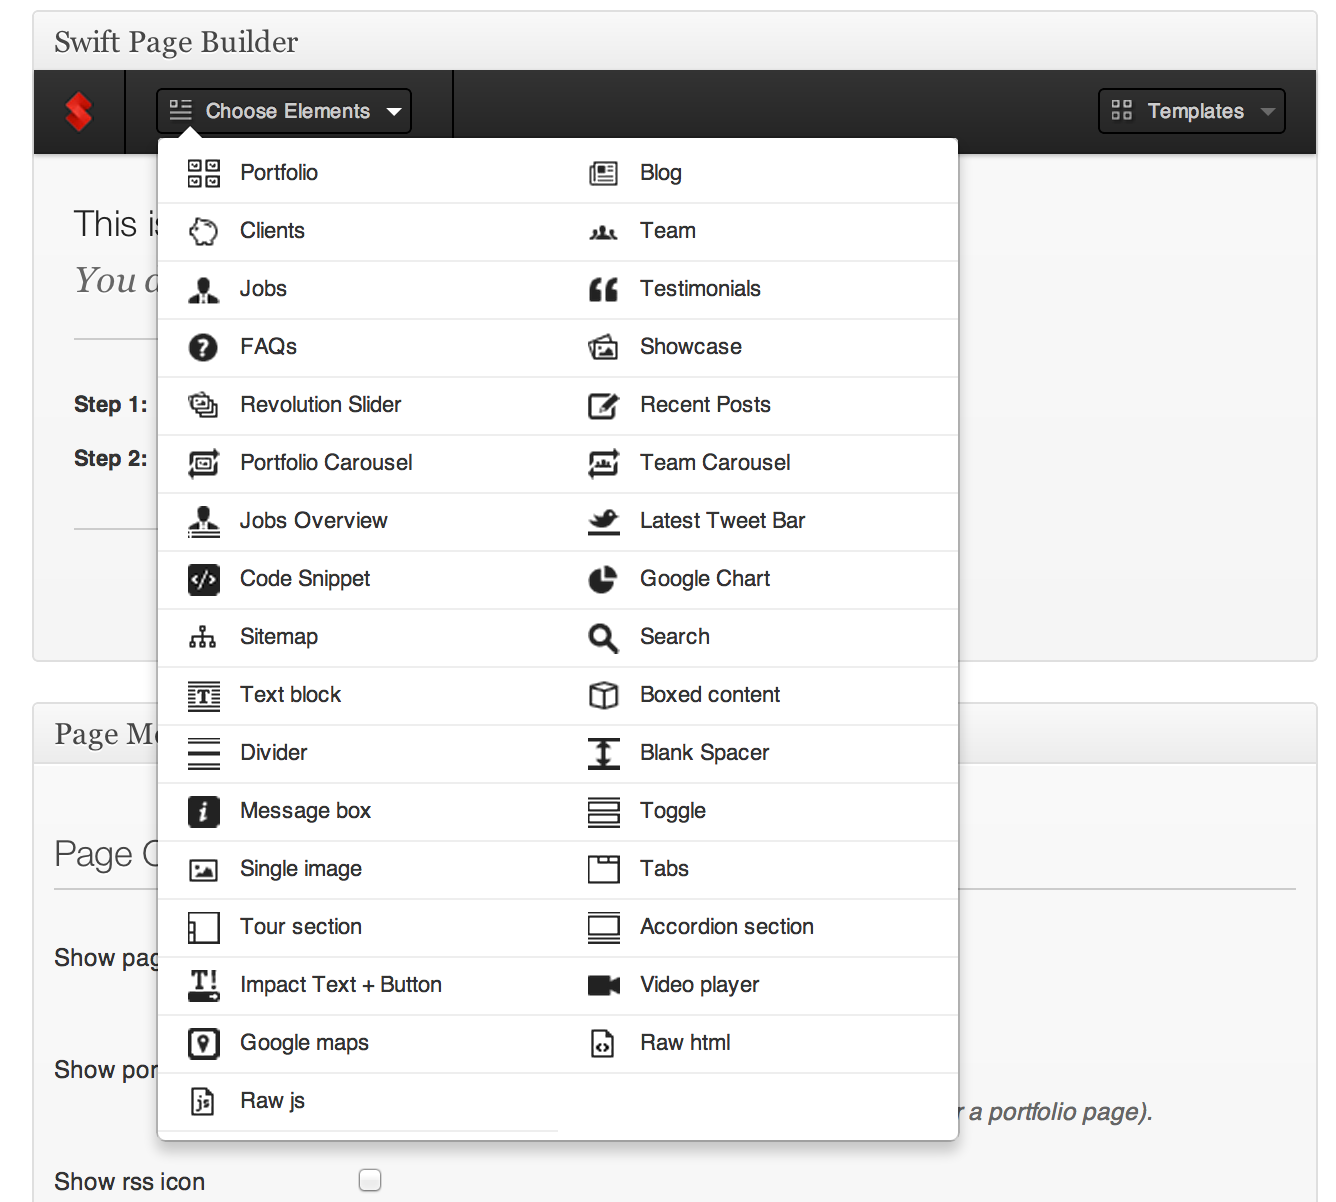 Swift Page Builder
Choose Elements
Templates
This is
You
Portfolio
Blog
Clients
Team
Jobs
Testimonials
FAQs
Showcase
Step 1:
Revolution Slider
Recent Posts
Step 2:
Portfolio Carousel
Team Carousel
Jobs Overview
Latest Tweet Bar
Code Snippet
Google Chart
Sitemap
Search
Text block
Boxed content
Page
Divider
Blank Spacer
Message box
Toggle
Page
Single image
Tabs
Tour section
Accordion section
Show
Impact Text + Button
Video player
Google maps
Raw html
Show
Raw js
a portfolio page).
Show rss icon